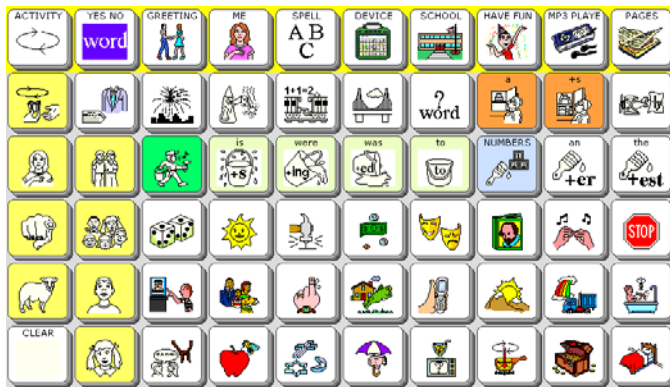 ACTIVITY YES NO GREETING ME SPELL DEVICE SCHOOL HAVE FUN MP3 PLAYE PAGES
word A B C
1+1=2 ? word a +s
is +s were +ing was +ed to to NUMBERS an +er the +est
STOP
CLEAR